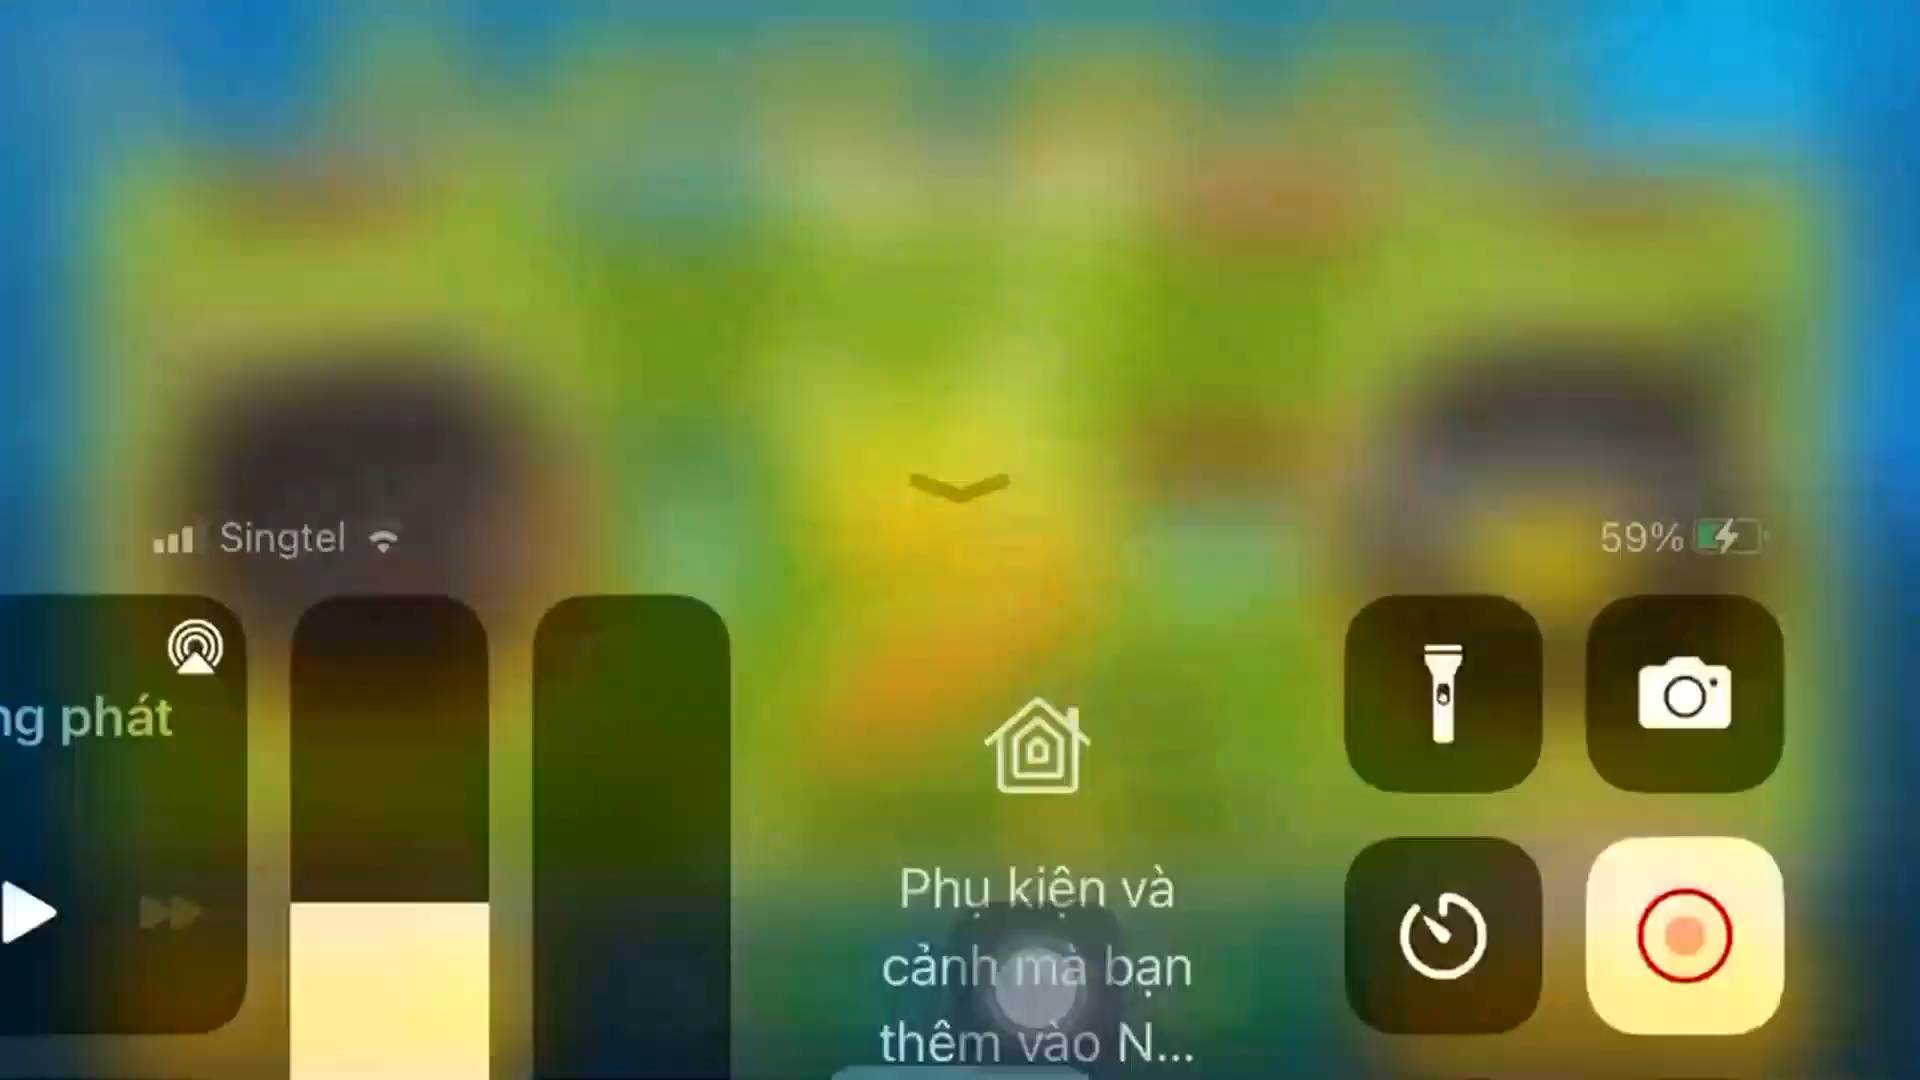 Singtel
59%
ng phát
Phụ kiện và
cảnh mà bạn
thêm vào N...